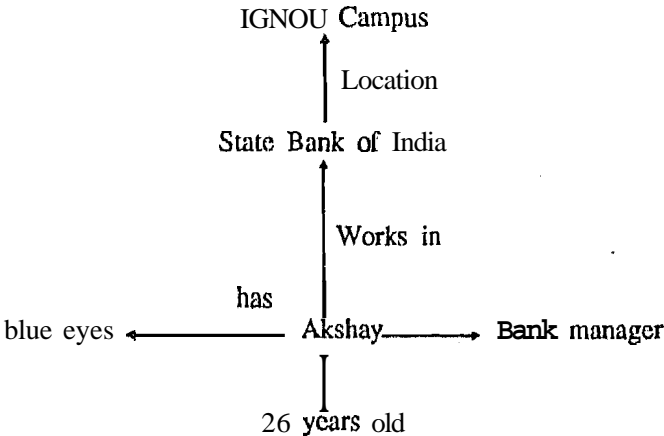 IGNOU Campus
Location
State Bank of India
Works in
has
blue eyes
Akshay
Bank manager
26 years old